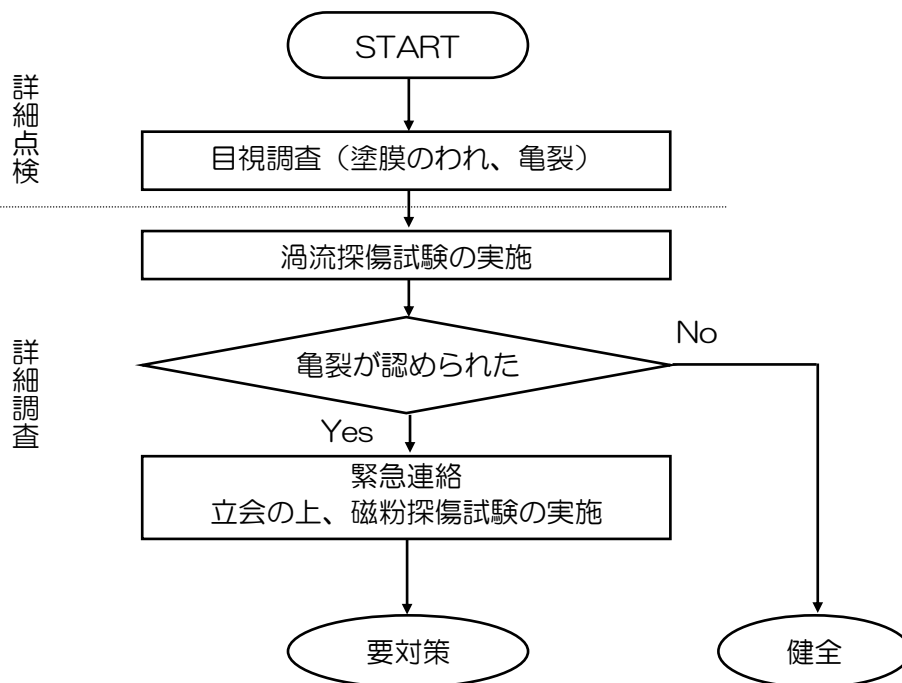 START
詳細点検
目視調査（塗膜のわれ、亀裂）
渦流探傷試験の実施
詳細調査
亀裂が認められた
No
Yes
緊急連絡
立会の上、磁粉探傷試験の実施
要対策
健全